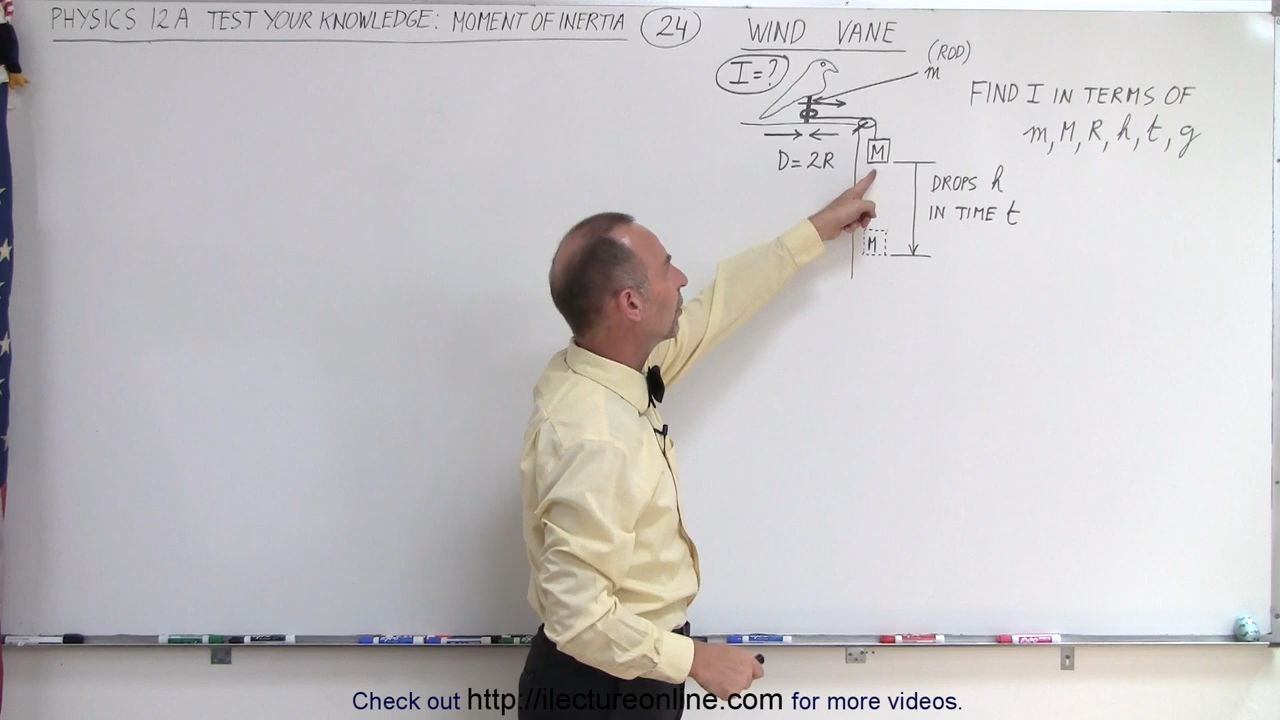 PHYSICS 12A TEST YOUR KNOWLEDGE: MOMENT OF INERTIA 24
WIND VANE
I=?
(ROD)
m
FIND I IN TERMS OF
m, M, R, h, t, g
D=2R
M
DROPS h
IN TIME t
M
Check out http://ilectureonline.com for more videos.